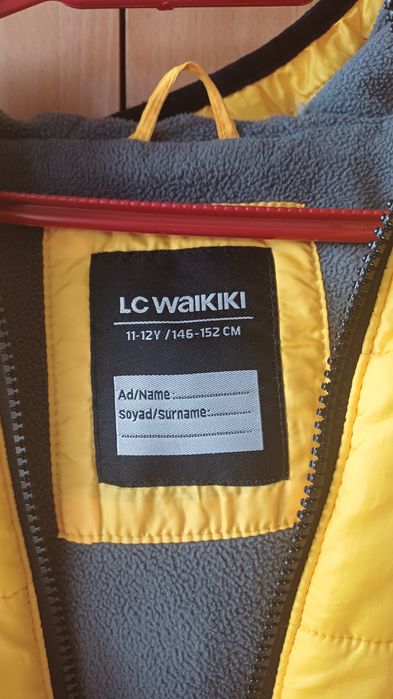 LC WAIKIKI
11-12Y / 146-152 CM
Ad/Name:....................
Soyad/Surname:............
................................